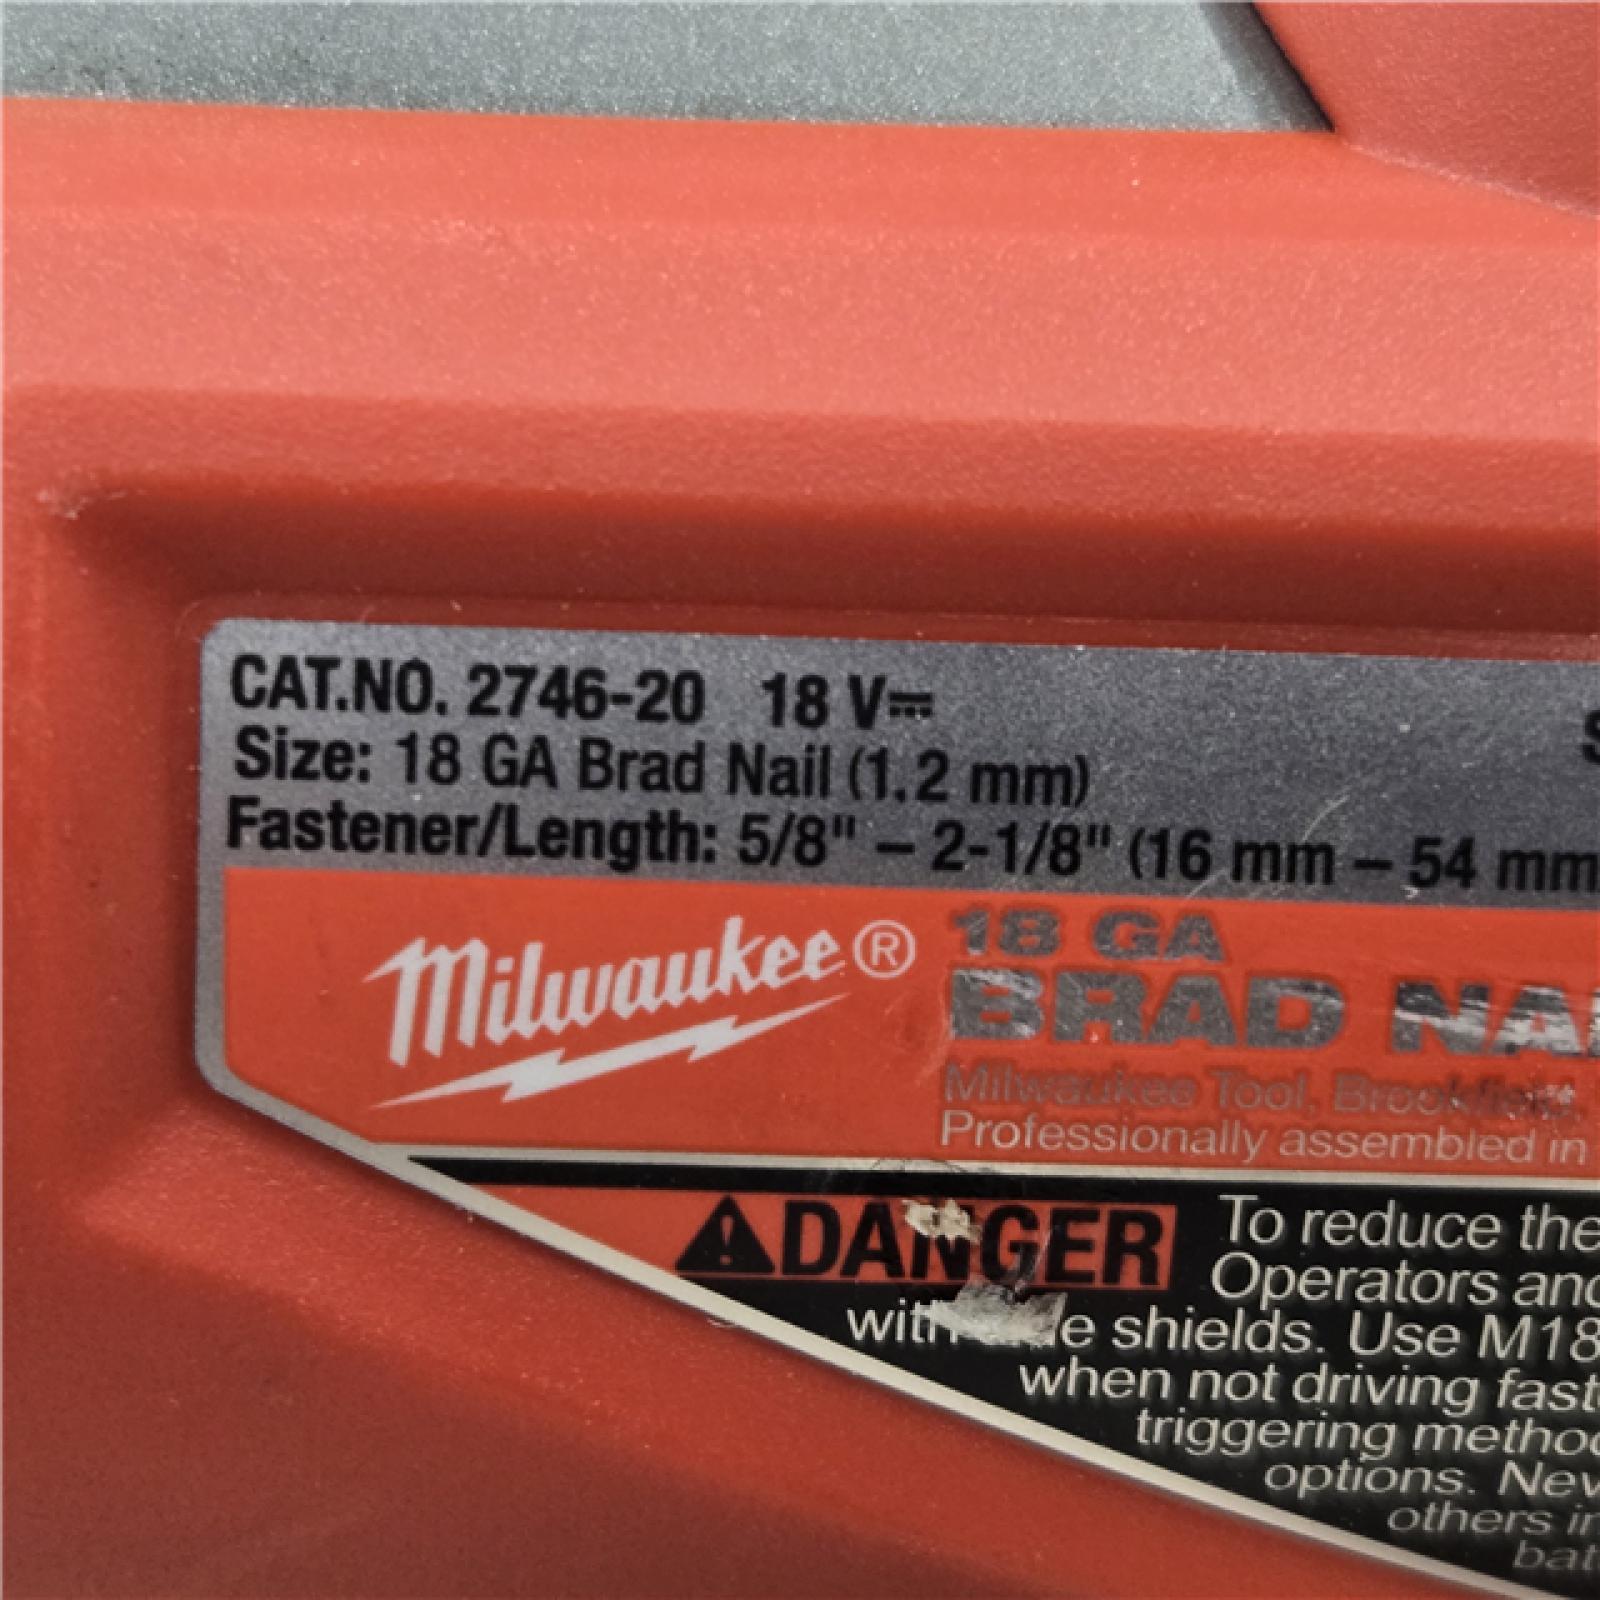 CAT.NO. 2746-20 18 V⎓
Size: 18 GA Brad Nail (1.2 mm)
Fastener/Length: 5/8" – 2-1/8" (16 mm – 54 mm
Milwaukee®
18 GA
BRAD
Milwaukee Tool, Brookfield,
Professionally assembled in
⚠DANGER To reduce the
Operators and
shields. Use M18
when not driving
triggering
options.
others